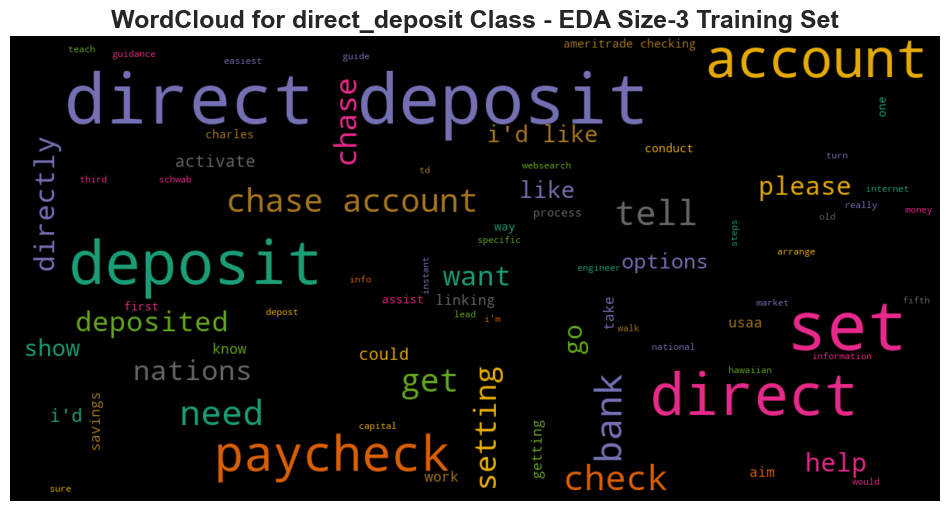 WordCloud for direct_deposit Class - EDA Size-3 Training Set
teach
guidance
easiest
guide
ameritrade checking
account
direct deposit
chase
one
charles
i'd like
activate
conduct
turn
directly
third
schwab
td
websearch
like
please
internet
chase account
process
tell
really
old
money
way
specific
steps
deposit
instant
want
engineer
options
arrange
info
assist
linking
first
depost
lead
i'm
take
market
fifth
deposited
go
walk
usaa
set
show
know
could
national
information
nations
get
hawaiian
direct
i'd
savings
need
setting
bank
capital
getting
paycheck
work
check
aim
help
would
sure